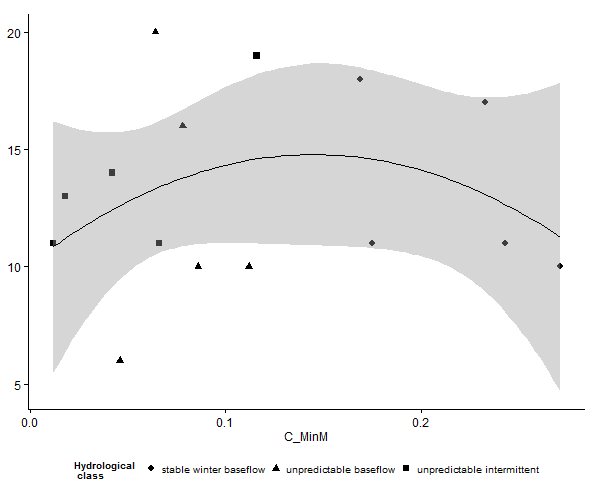 20
15
10
5
0.0 0.1 0.2
C_MinM
Hydrological
class
stable winter baseflow unpredictable baseflow unpredictable intermittent